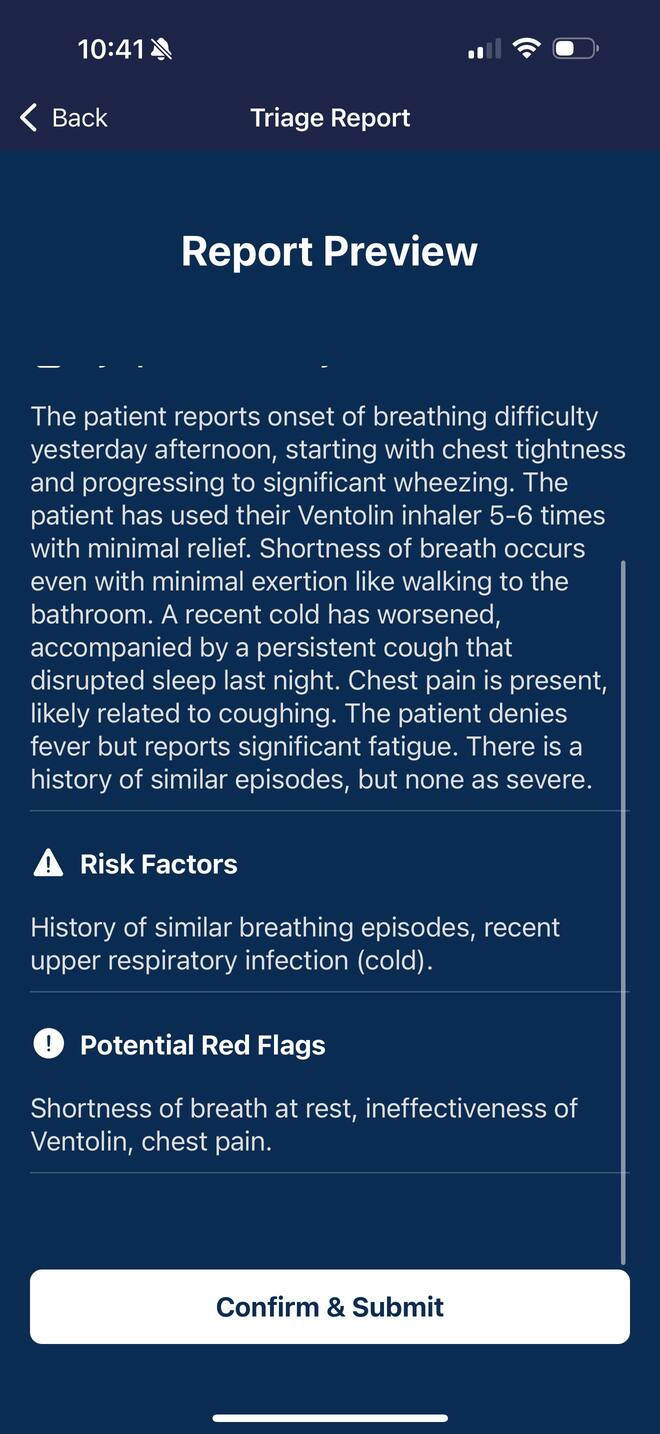 10:41
Back
Triage Report
Report Preview
The patient reports onset of breathing difficulty
yesterday afternoon, starting with chest tightness
and progressing to significant wheezing. The
patient has used their Ventolin inhaler 5-6 times
with minimal relief. Shortness of breath occurs
even with minimal exertion like walking to the
bathroom. A recent cold has worsened,
accompanied by a persistent cough that
disrupted sleep last night. Chest pain is present,
likely related to coughing. The patient denies
fever but reports significant fatigue. There is a
history of similar episodes, but none as severe.
Risk Factors
History of similar breathing episodes, recent
upper respiratory infection (cold).
Potential Red Flags
Shortness of breath at rest, ineffectiveness of
Ventolin, chest pain.
Confirm & Submit